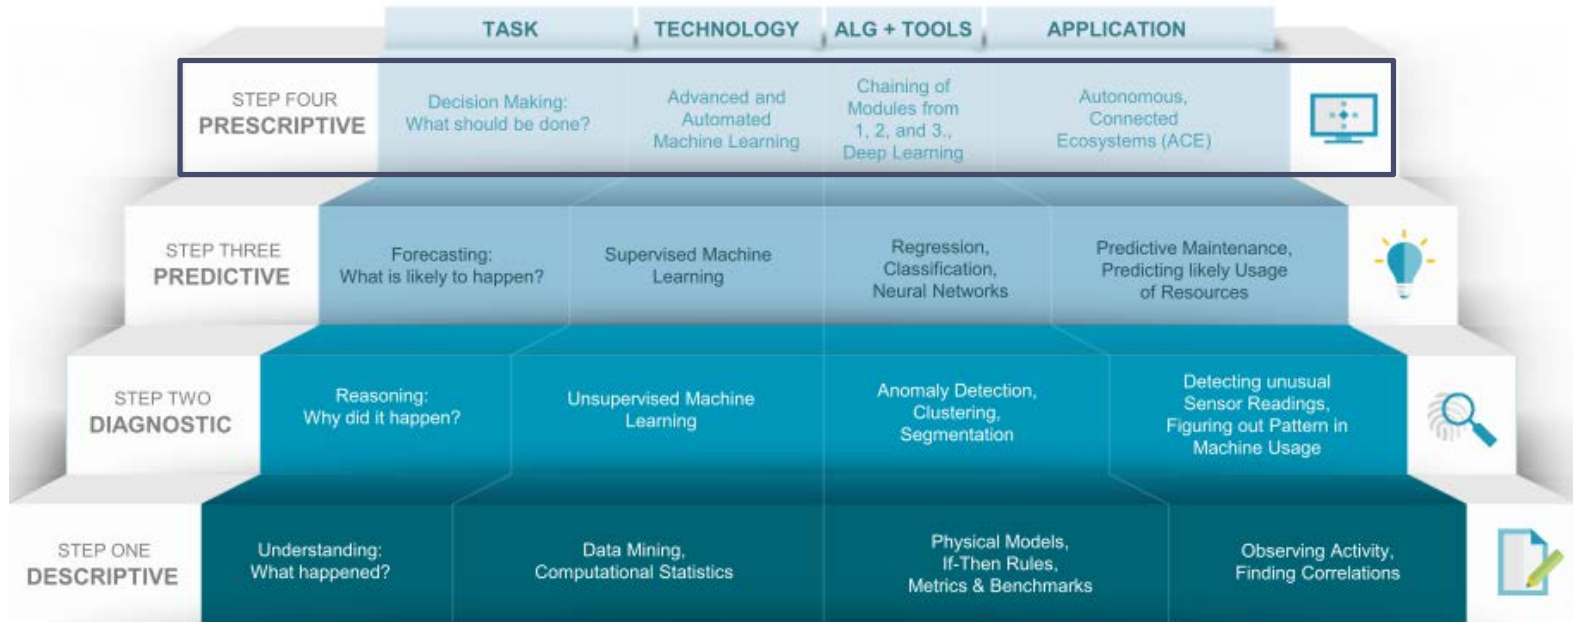 TASK
TECHNOLOGY
ALG + TOOLS
APPLICATION
STEP FOUR
PRESCRIPTIVE
Decision Making:
What should be done?
Advanced and
Automated
Machine Learning
Chaining of
Modules from
1, 2, and 3.,
Deep Learning
Autonomous,
Connected
Ecosystems (ACE)
STEP THREE
PREDICTIVE
Forecasting:
What is likely to happen?
Supervised Machine
Learning
Regression,
Classification,
Neural Networks
Predictive Maintenance,
Predicting likely Usage
of Resources
STEP TWO
DIAGNOSTIC
Reasoning:
Why did it happen?
Unsupervised Machine
Learning
Anomaly Detection,
Clustering,
Segmentation
Detecting unusual
Sensor Readings,
Figuring out Pattern in
Machine Usage
STEP ONE
DESCRIPTIVE
Understanding:
What happened?
Data Mining,
Computational Statistics
Physical Models,
If-Then Rules,
Metrics & Benchmarks
Observing Activity,
Finding Correlations